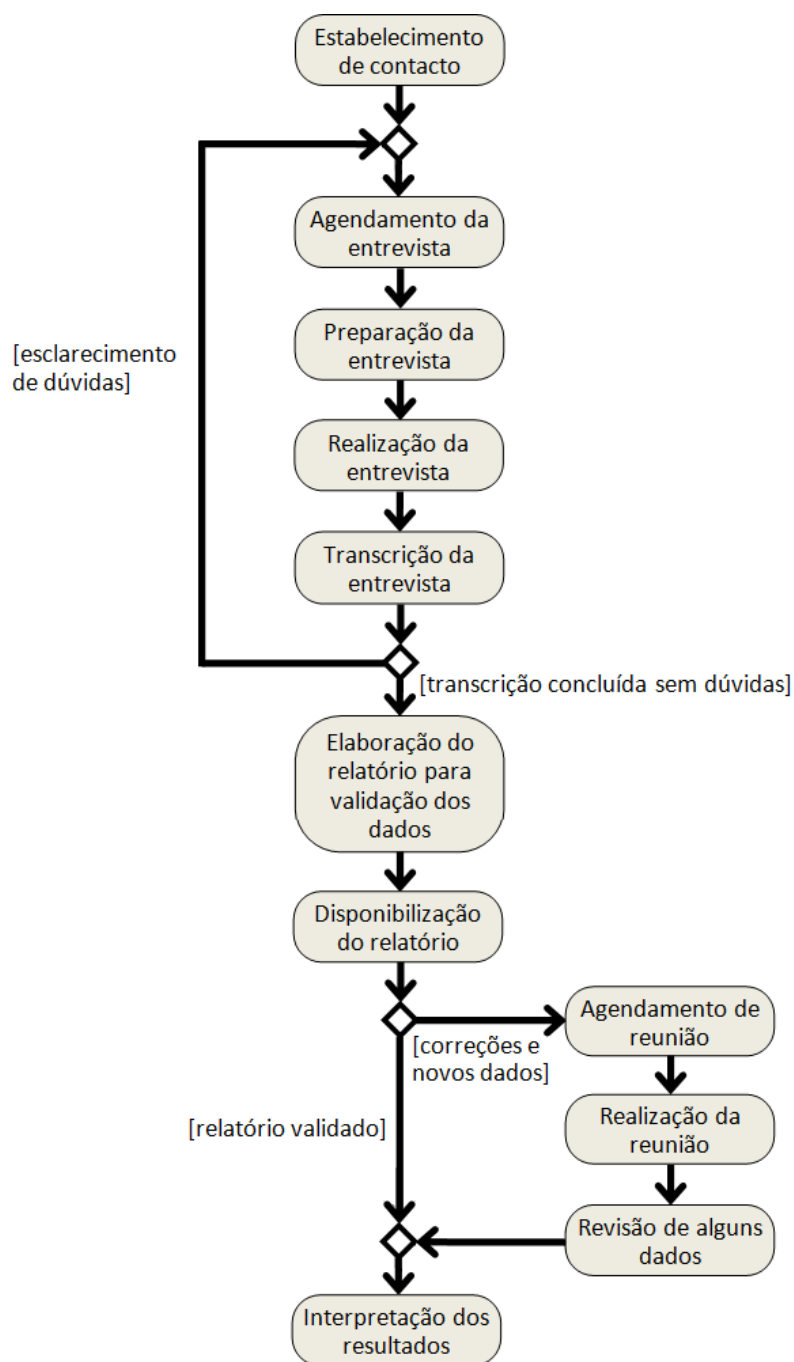 Estabelecimento
de contacto
Agendamento da
entrevista
Preparação da
entrevista
[esclarecimento
de dúvidas]
Realização da
entrevista
Transcrição da
entrevista
[transcrição concluída sem dúvidas]
Elaboração do
relatório para
validação dos
dados
Disponibilização
do relatório
Agendamento de
reunião
[correções e
novos dados]
[relatório validado]
Realização da
reunião
Revisão de alguns
dados
Interpretação dos
resultados